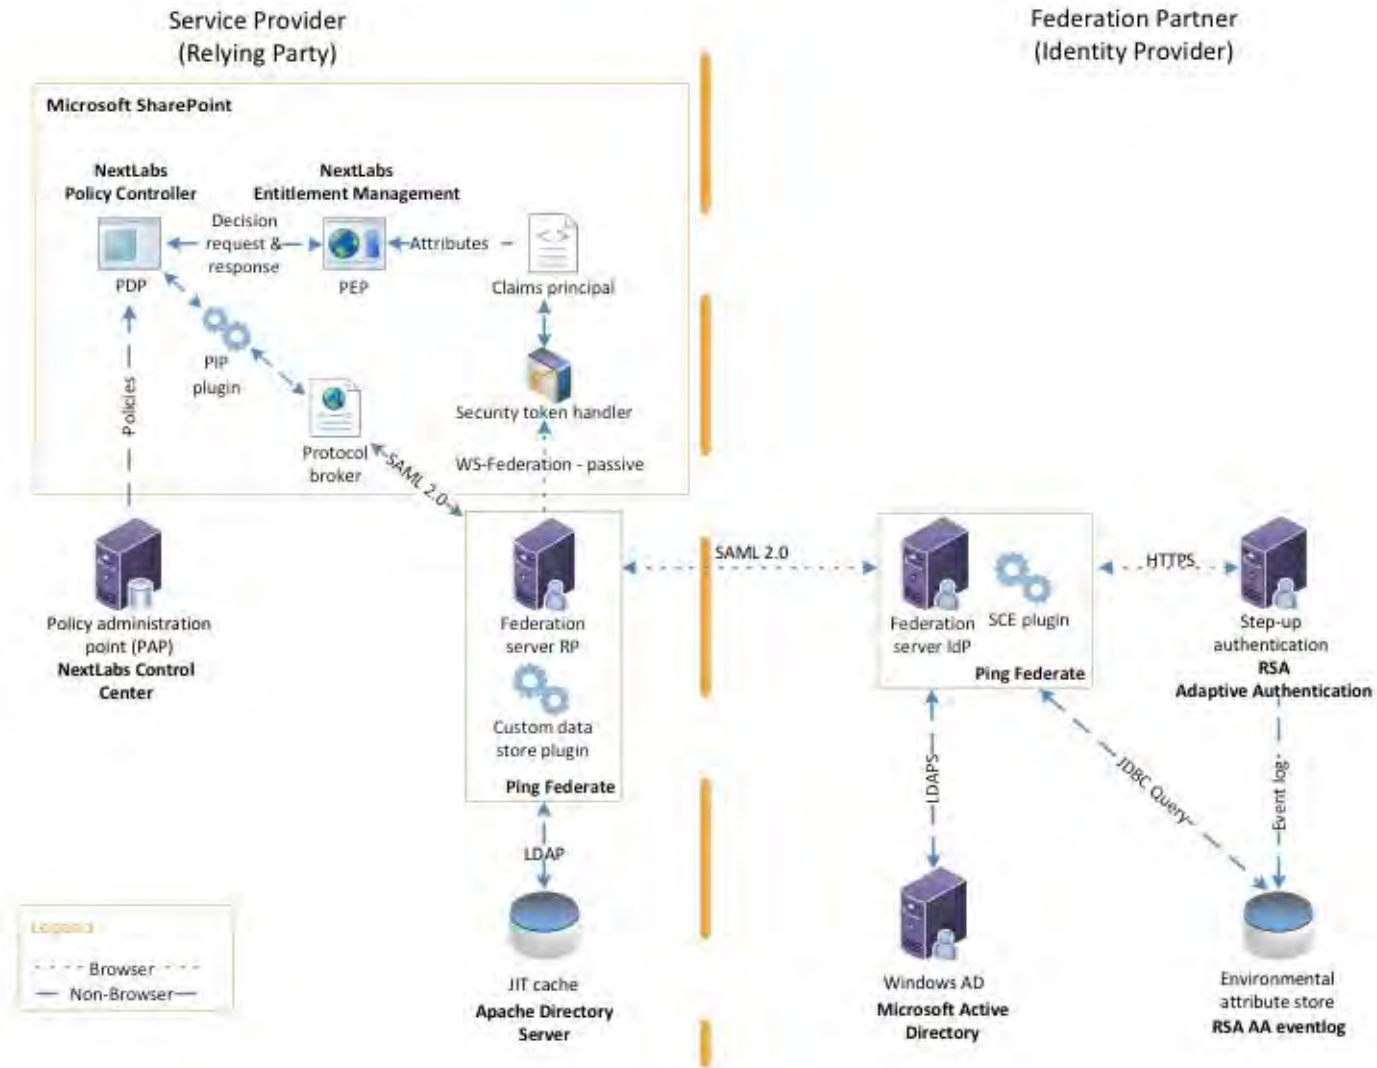 Service Provider
(Relying Party)
Federation Partner
(Identity Provider)
Microsoft SharePoint
NextLabs
Policy Controller
NextLabs
Entitlement Management
Decision
request &
response
Attributes
PDP
PEP
Claims principal
PIP
plugin
Policies
Security token handler
Protocol
broker
SAML 2.0
WS-Federation - passive
SAML 2.0
HTTPS
Policy administration
point (PAP)
NextLabs Control
Center
Federation
server RP
Custom data
store plugin
Ping Federate
Federation
server IdP
SCE plugin
Ping Federate
Step-up
authentication
RSA
Adaptive Authentication
LDAPS
JDBC Query
Event log
LDAP
Legend
Browser
Non-Browser
JIT cache
Apache Directory
Server
Windows AD
Microsoft Active
Directory
Environmental
attribute store
RSA AA eventlog